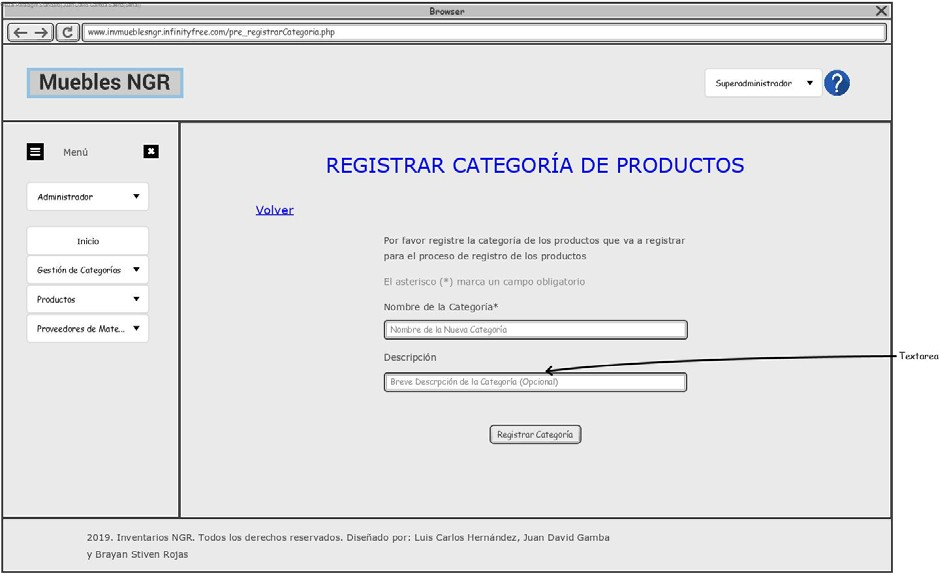 Browser
www.invmueblesngr.infinityfree.com/pre_registrarCategoria.php
Muebles NGR
Superadministrador
?
Menú
REGISTRAR CATEGORÍA DE PRODUCTOS
Administrador
Volver
Inicio
Por favor registre la categoría de los productos que va a registrar
para el proceso de registro de los productos
Gestión de Categorías
El asterisco (*) marca un campo obligatorio
Productos
Nombre de la Categoría*
Proveedores de Mate...
Nombre de la Nueva Categoría
Descripción
Textarea
Breve Descrpción de la Categoría (Opcional)
Registrar Categoría
2019. Inventarios NGR. Todos los derechos reservados. Diseñado por: Luis Carlos Hernández, Juan David Gamba
y Brayan Stiven Rojas